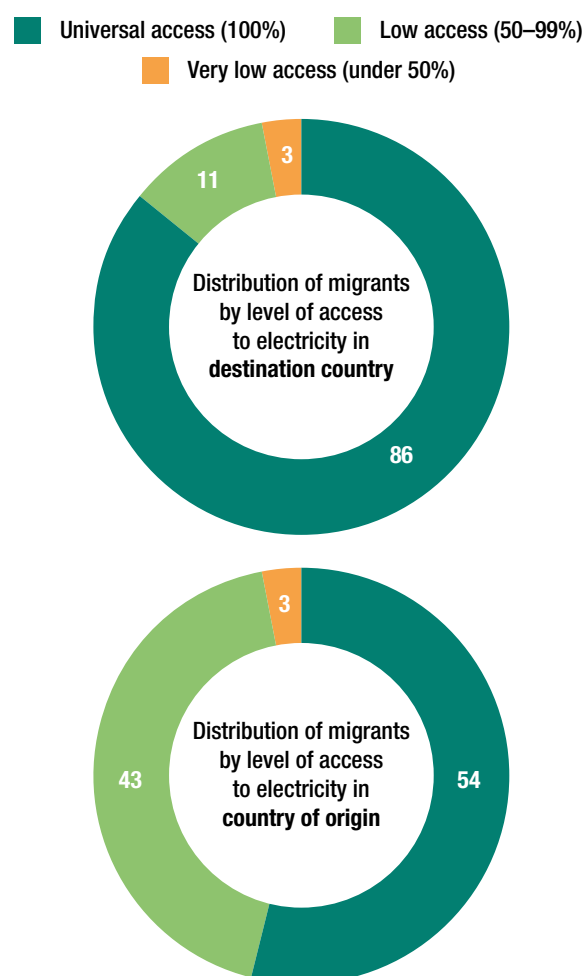 Universal access (100%) Low access (50–99%)
Very low access (under 50%)
3
11
Distribution of migrants
by level of access
to electricity in
destination country
86
3
Distribution of migrants
by level of access
to electricity in
country of origin
43
54